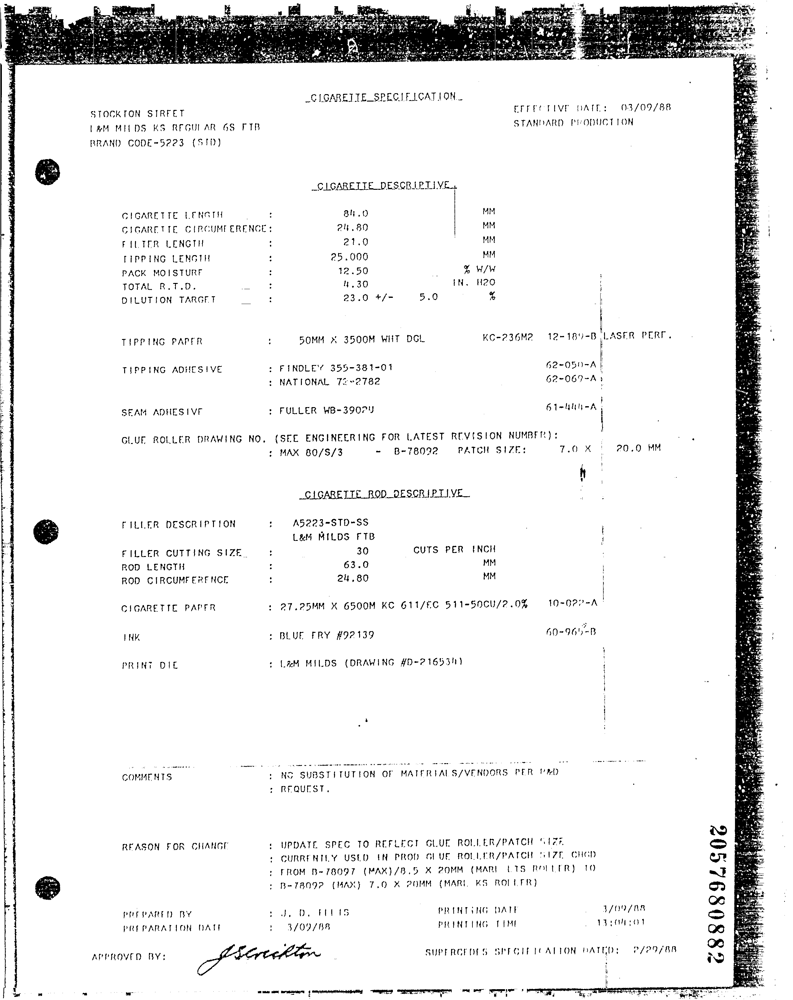 CIGARETTE SPECIFICATION
STOCKTON STREET EFFECTIVE DATE: 03/09/88
L&M MILDS KS REGULAR 6S FTB STANDARD PRODUCTION
BRAND CODE-5223 (STD)
CIGARETTE DESCRIPTIVE
CIGARETTE LENGTH : 84.0 MM
CIGARETTE CIRCUMFERENCE: 24.80 MM
FILTER LENGTH : 21.0 MM
TIPPING LENGTH : 25.000 MM
PACK MOISTURE : 12.50 % W/W
TOTAL R.T.D. : 4.30 IN. H2O
DILUTION TARGET : 23.0 +/- 5.0 %
TIPPING PAPER : 50MM X 3500M WHT DGL KC-236M2 12-189-B LASER PERF.
TIPPING ADHESIVE : FINDLEY 355-381-01 62-050-A
: NATIONAL 72-2782 62-069-A
SEAM ADHESIVE : FULLER WB-3902U 61-444-A
GLUE ROLLER DRAWING NO. (SEE ENGINEERING FOR LATEST REVISION NUMBER):
: MAX 80/S/3 - B-78092 PATCH SIZE: 7.0 X 20.0 MM
CIGARETTE ROD DESCRIPTIVE
FILLER DESCRIPTION : A5223-STD-SS
L&M MILDS FTB
FILLER CUTTING SIZE : 30 CUTS PER INCH
ROD LENGTH : 63.0 MM
ROD CIRCUMFERENCE : 24.80 MM
CIGARETTE PAPER : 27.25MM X 6500M KC 611/EC 511-50CU/2.0% 10-022-A
INK : BLUE FRY #92139 60-965-B
PRINT DIE : L&M MILDS (DRAWING #D-216534)
COMMENTS : NO SUBSTITUTION OF MATERIALS/VENDORS PER R&D
: REQUEST.
REASON FOR CHANGE : UPDATE SPEC TO REFLECT GLUE ROLLER/PATCH SIZE
: CURRENTLY USED IN PROD GLUE ROLLER/PATCH SIZE CHGD
: FROM B-78097 (MAX)/8.5 X 20MM (MARL LTS ROLLER) TO
: B-78092 (MAX) 7.0 X 20MM (MARL KS ROLLER)
PREPARED BY : J. D. ELLIS PRINTING DATE 3/09/88
PREPARATION DATE : 3/09/88 PRINTING TIME 13:04:01
APPROVED BY: SUPERCEDES SPECIFICATION DATED: 2/29/88
2057680882